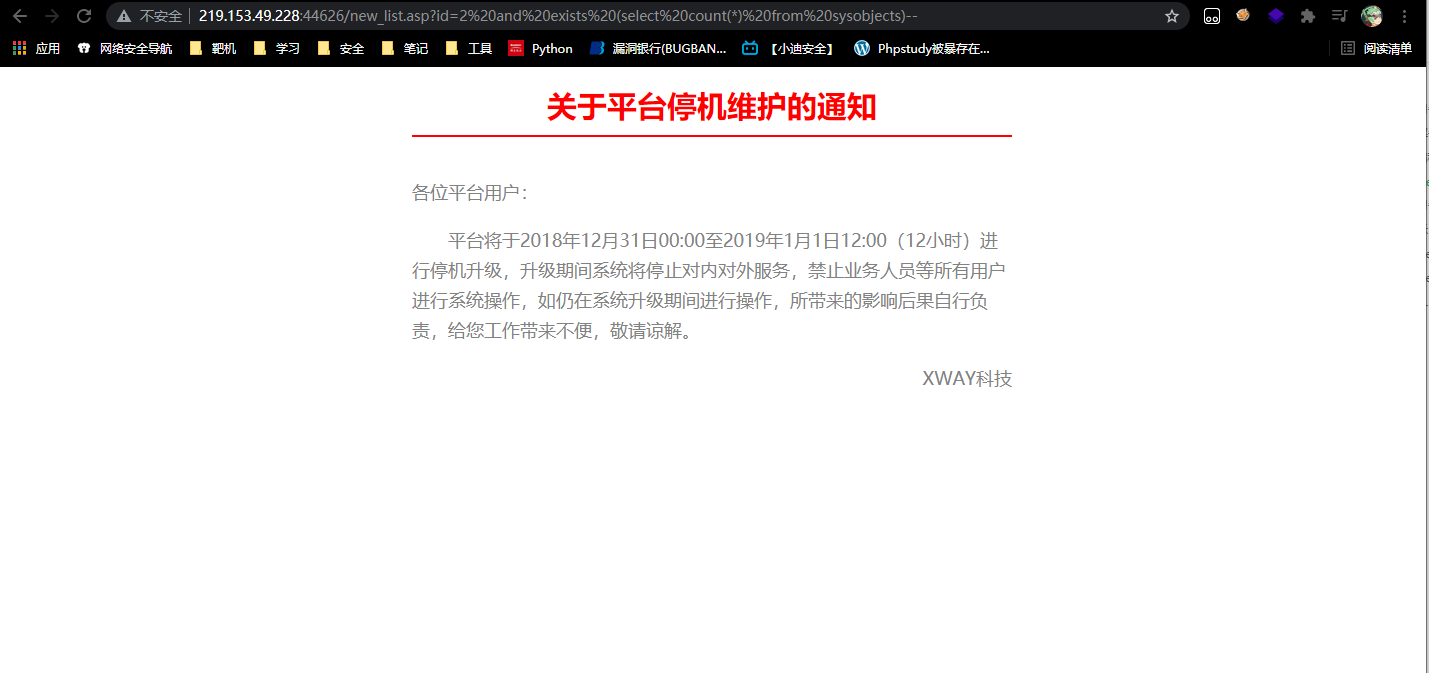 不安全 219.153.49.228:44626/new_list.asp?id=2%20and%20exists%20(select%20count(*)%20from%20sysobjects)--
应用 网络安全导航 靶机 学习 安全 笔记 工具 Python 漏洞银行(BUGBAN... 【小迪安全】 Phpstudy被暴存在... 阅读清单
关于平台停机维护的通知
各位平台用户：
平台将于2018年12月31日00:00至2019年1月1日12:00（12小时）进
行停机升级，升级期间系统将停止对内对外服务，禁止业务人员等所有用户
进行系统操作，如仍在系统升级期间进行操作，所带来的影响后果自行负
责，给您工作带来不便，敬请谅解。
XWAY科技